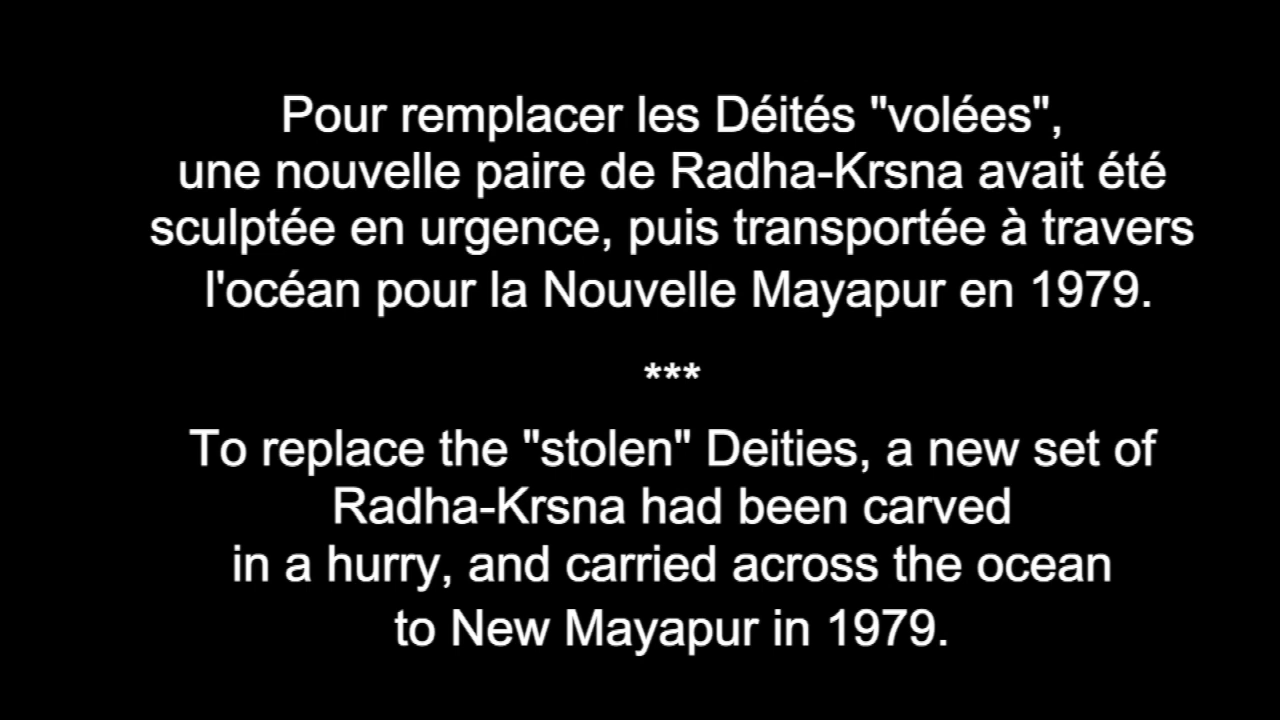 Pour remplacer les Déités "volées",
une nouvelle paire de Radha-Krsna avait été
sculptée en urgence, puis transportée à travers
l'océan pour la Nouvelle Mayapur en 1979.
***
To replace the "stolen" Deities, a new set of
Radha-Krsna had been carved
in a hurry, and carried across the ocean
to New Mayapur in 1979.